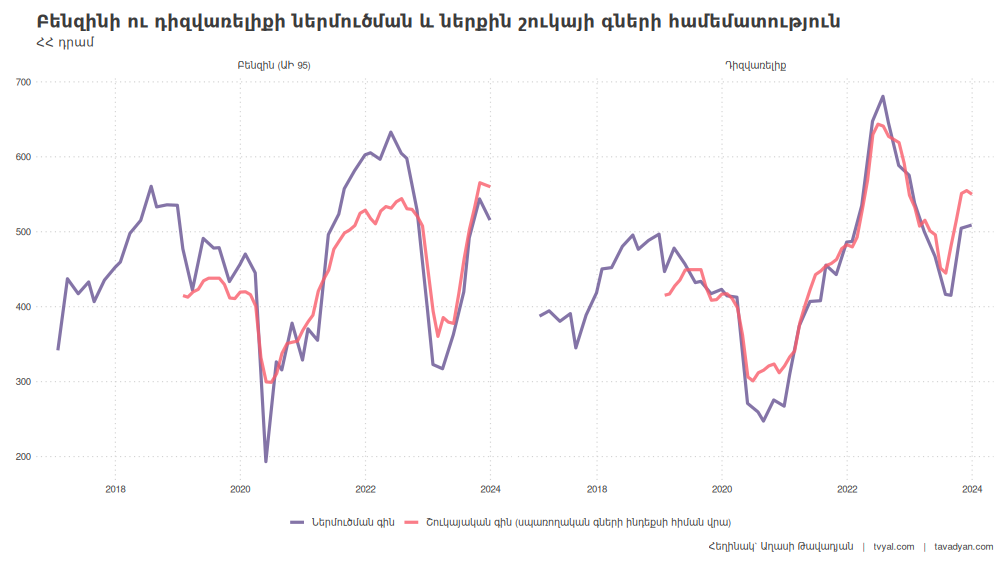 Բենզինի ու դիզվառելիքի ներմուծման և ներքին շուկայի գների համեմատություն
ՀՀ դրամ
Բենզին (ԱԻ 95)
Դիզվառելիք
700
600
500
400
300
200
2018 2020 2022 2024 2018 2020 2022 2024
Ներմուծման գին Շուկայական գին (սպառողական գների ինդեքսի հիման վրա)
Հեղինակ՝ Աղասի Թավադյան | tvyal.com | tavadyan.com